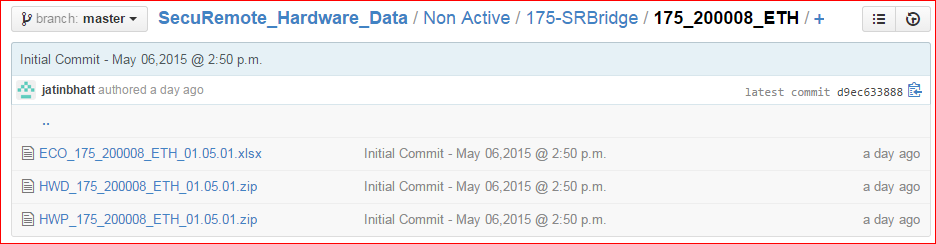 branch: master SecuRemote_Hardware_Data / Non Active / 175-SRBridge / 175_200008_ETH / +
Initial Commit - May 06,2015 @ 2:50 p.m.
jatinbhatt authored a day ago latest commit d9ec633888
..
ECO_175_200008_ETH_01.05.01.xlsx Initial Commit - May 06,2015 @ 2:50 p.m. a day ago
HWD_175_200008_ETH_01.05.01.zip Initial Commit - May 06,2015 @ 2:50 p.m. a day ago
HWP_175_200008_ETH_01.05.01.zip Initial Commit - May 06,2015 @ 2:50 p.m. a day ago